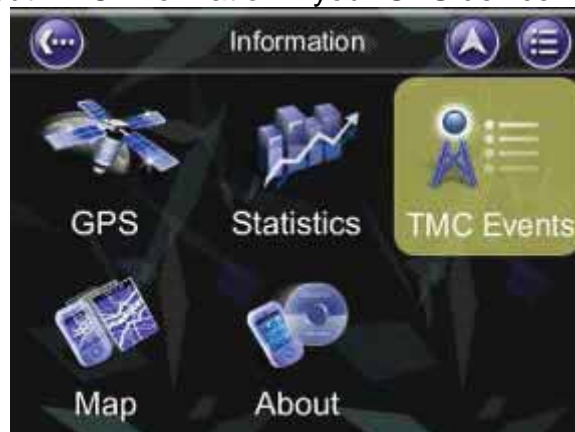 Information
GPS
Statistics
TMC Events
Map
About